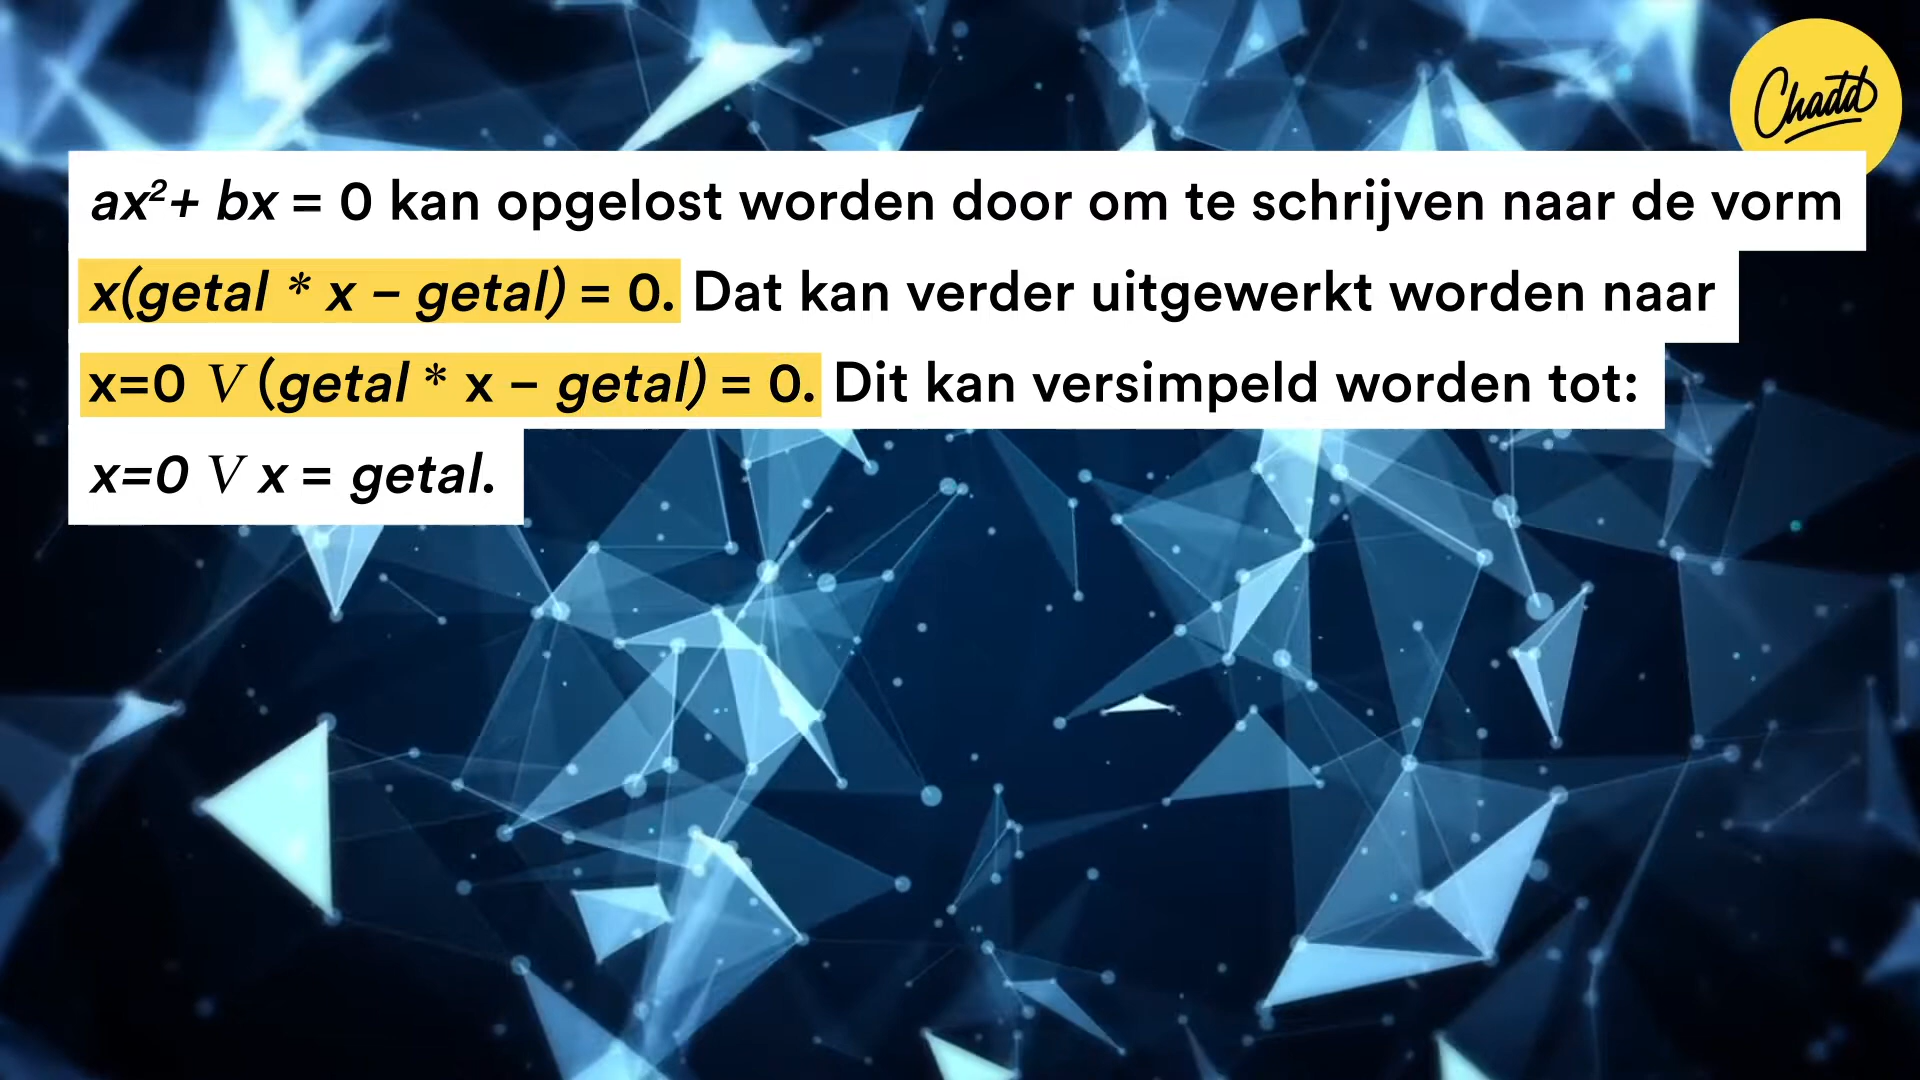 Chadd
ax²+ bx = 0 kan opgelost worden door om te schrijven naar de vorm
x(getal * x – getal) = 0. Dat kan verder uitgewerkt worden naar
x=0 V (getal * x – getal) = 0. Dit kan versimpeld worden tot:
x=0 V x = getal.